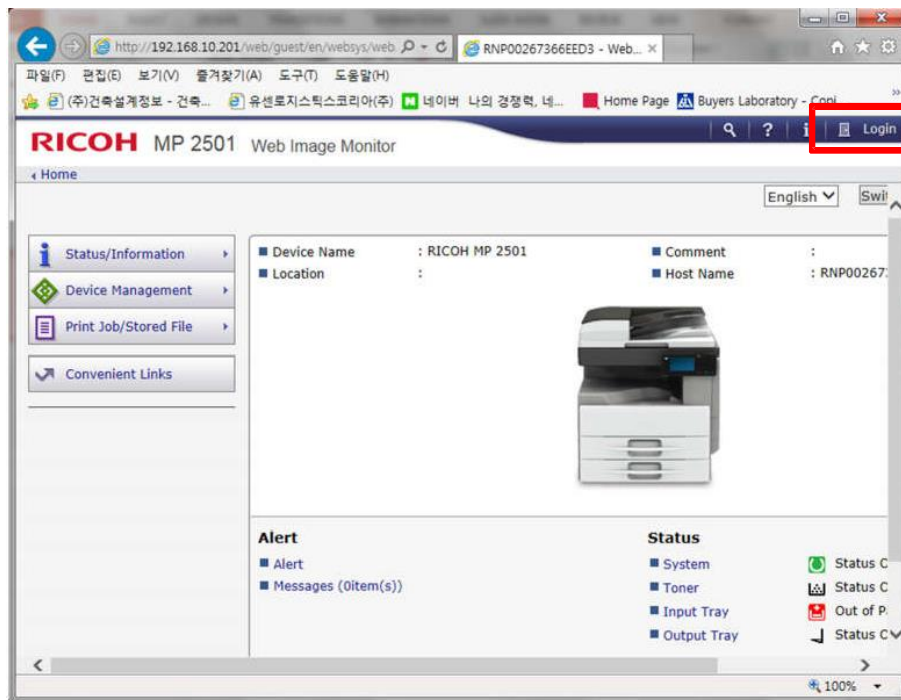 http://192.168.10.201/web/guest/en/websys/web
RNP00267366EED3 - Web...
파일(F) 편집(E) 보기(V) 즐겨찾기(A) 도구(T) 도움말(H)
(주)건축설계정보 - 건축... 유센로지스틱스코리아(주) 네이버 나의 경쟁력, 네... Home Page Buyers Laboratory - Copi
RICOH MP 2501 Web Image Monitor
? i Login
Home
English Swit
Status/Information
Device Management
Print Job/Stored File
Convenient Links
Device Name : RICOH MP 2501 Comment :
Location : Host Name : RNP002673
Alert Status
Alert System Status O
Messages (0item(s)) Toner Status O
Input Tray Out of P
Output Tray Status O
100%